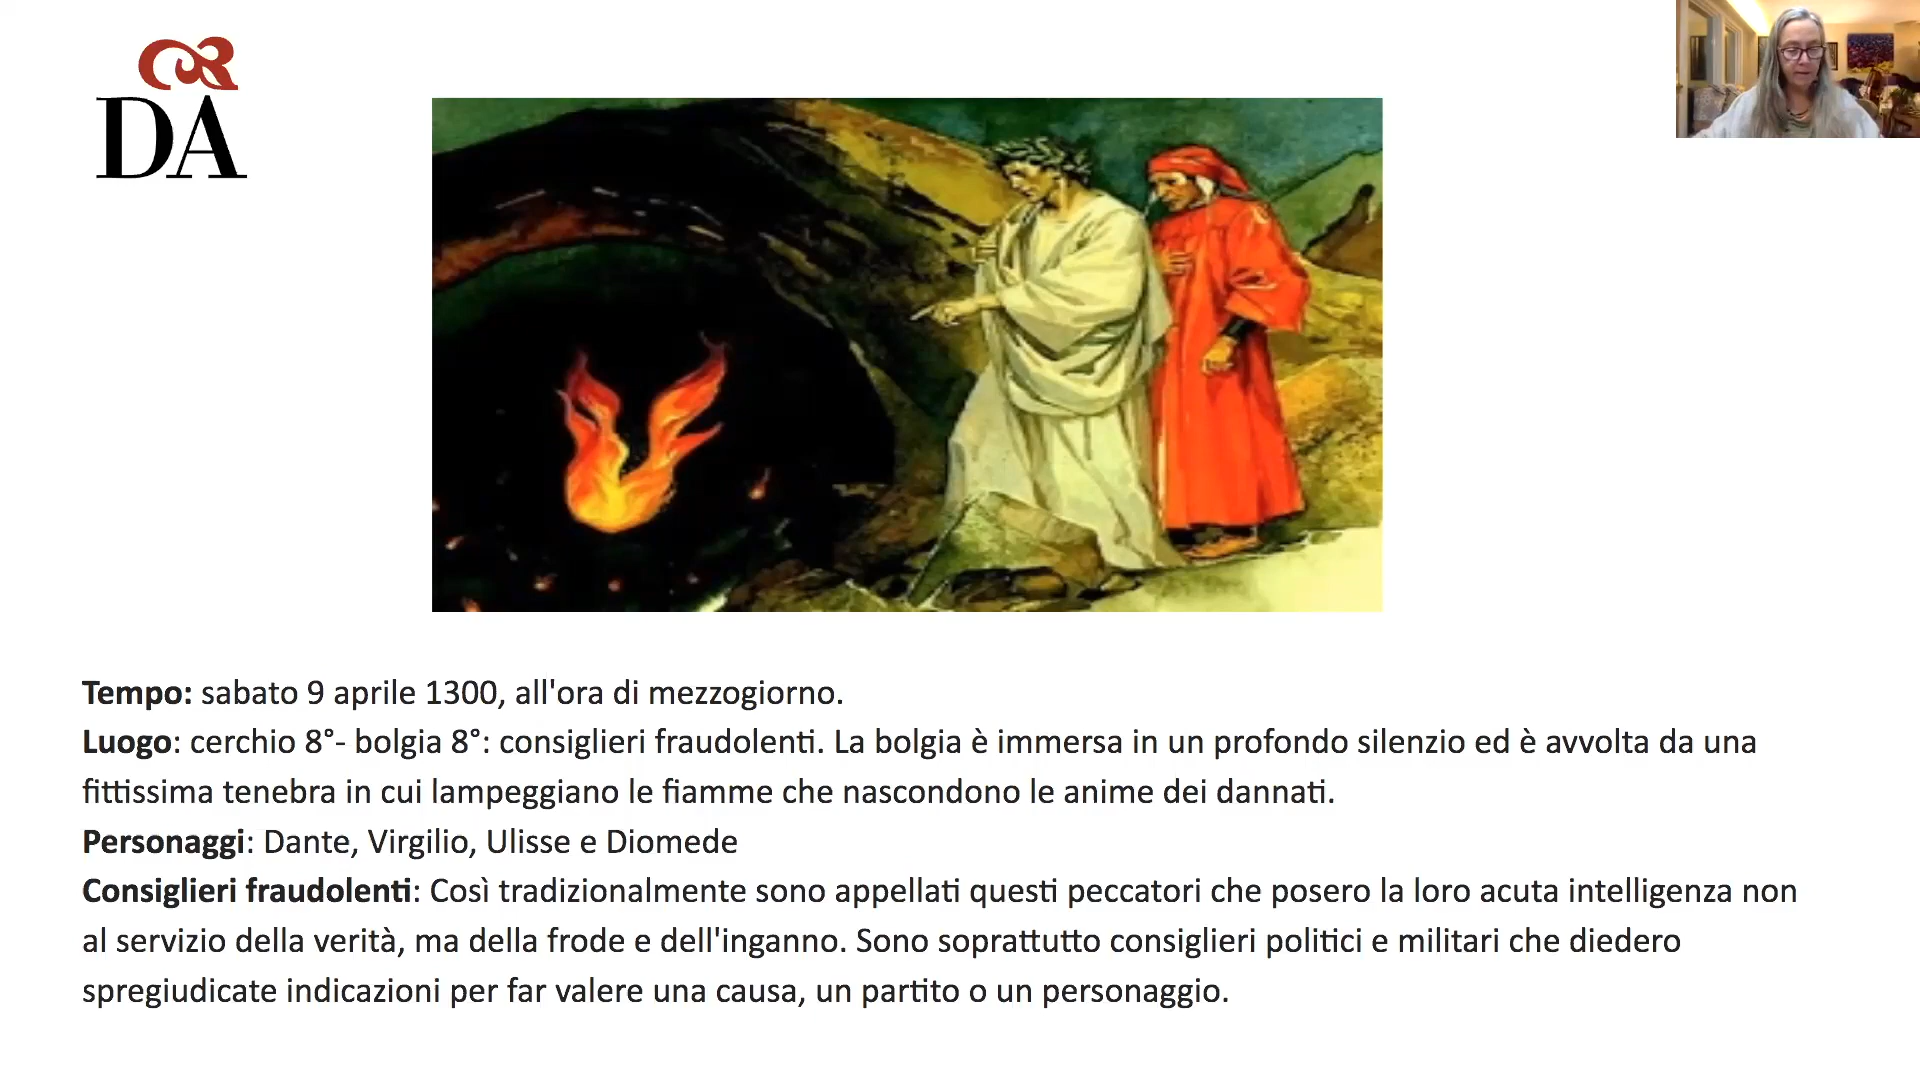 DA
Tempo: sabato 9 aprile 1300, all'ora di mezzogiorno.
Luogo: cerchio 8°- bolgia 8°: consiglieri fraudolenti. La bolgia è immersa in un profondo silenzio ed è avvolta da una
fittissima tenebra in cui lampeggiano le fiamme che nascondono le anime dei dannati.
Personaggi: Dante, Virgilio, Ulisse e Diomede
Consiglieri fraudolenti: Così tradizionalmente sono appellati questi peccatori che posero la loro acuta intelligenza non
al servizio della verità, ma della frode e dell'inganno. Sono soprattutto consiglieri politici e militari che diedero
spregiudicate indicazioni per far valere una causa, un partito o un personaggio.